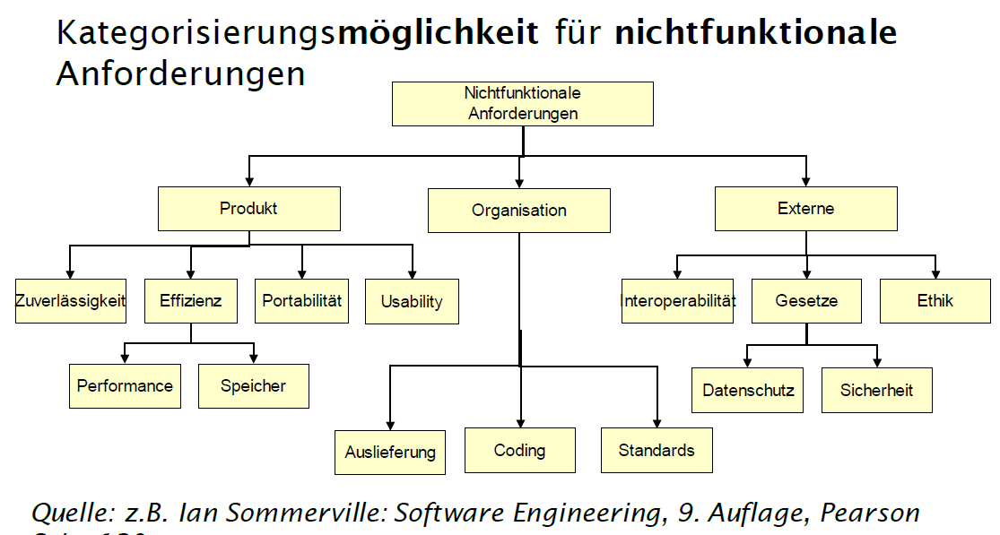 Kategorisierungsmöglichkeit für nichtfunktionale
Anforderungen
Nichtfunktionale
Anforderungen
Produkt
Organisation
Externe
Zuverlässigkeit
Effizienz
Portabilität
Usability
Interoperabilität
Gesetze
Ethik
Performance
Speicher
Datenschutz
Sicherheit
Auslieferung
Coding
Standards
Quelle: z.B. Ian Sommerville: Software Engineering, 9. Auflage, Pearson